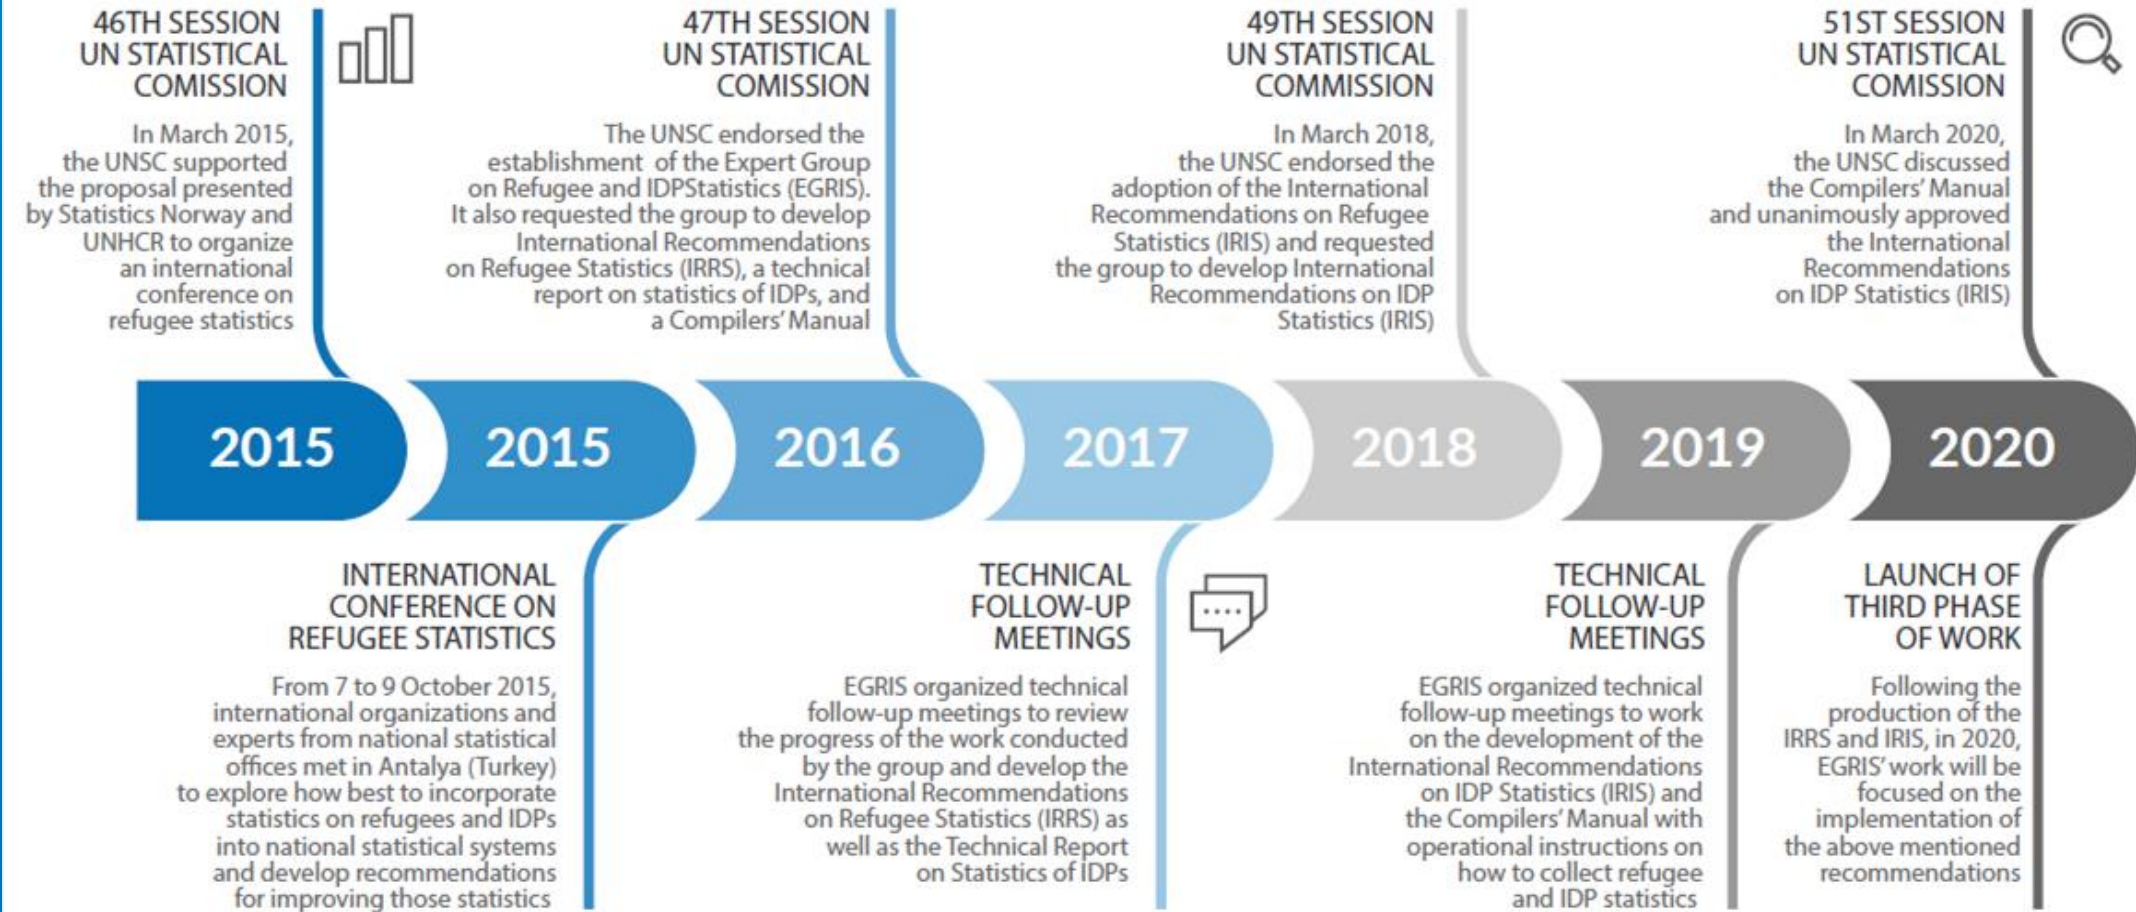 46TH SESSION
UN STATISTICAL
COMISSION
In March 2015,
the UNSC supported
the proposal presented
by Statistics Norway and
UNHCR to organize
an international
conference on
refugee statistics
47TH SESSION
UN STATISTICAL
COMISSION
The UNSC endorsed the
establishment of the Expert Group
on Refugee and IDPStatistics (EGRIS).
It also requested the group to develop
International Recommendations
on Refugee Statistics (IRRS), a technical
report on statistics of IDPs, and
a Compilers' Manual
49TH SESSION
UN STATISTICAL
COMMISSION
In March 2018,
the UNSC endorsed the
adoption of the International
Recommendations on Refugee
Statistics (IRIS) and requested
the group to develop International
Recommendations on IDP
Statistics (IRIS)
51ST SESSION
UN STATISTICAL
COMISSION
In March 2020,
the UNSC discussed
the Compilers' Manual
and unanimously approved
the International
Recommendations
on IDP Statistics (IRIS)
2015
2015
2016
2017
2018
2019
2020
INTERNATIONAL
CONFERENCE ON
REFUGEE STATISTICS
From 7 to 9 October 2015,
international organizations and
experts from national statistical
offices met in Antalya (Turkey)
to explore how best to incorporate
statistics on refugees and IDPs
into national statistical systems
and develop recommendations
for improving those statistics
TECHNICAL
FOLLOW-UP
MEETINGS
EGRIS organized technical
follow-up meetings to review
the progress of the work conducted
by the group and develop the
International Recommendations
on Refugee Statistics (IRRS) as
well as the Technical Report
on Statistics of IDPs
TECHNICAL
FOLLOW-UP
MEETINGS
EGRIS organized technical
follow-up meetings to work
on the development of the
International Recommendations
on IDP Statistics (IRIS) and
the Compilers' Manual with
operational instructions on
how to collect refugee
and IDP statistics
LAUNCH OF
THIRD PHASE
OF WORK
Following the
production of the
IRRS and IRIS, in 2020,
EGRIS' work will be
focused on the
implementation of
the above mentioned
recommendations